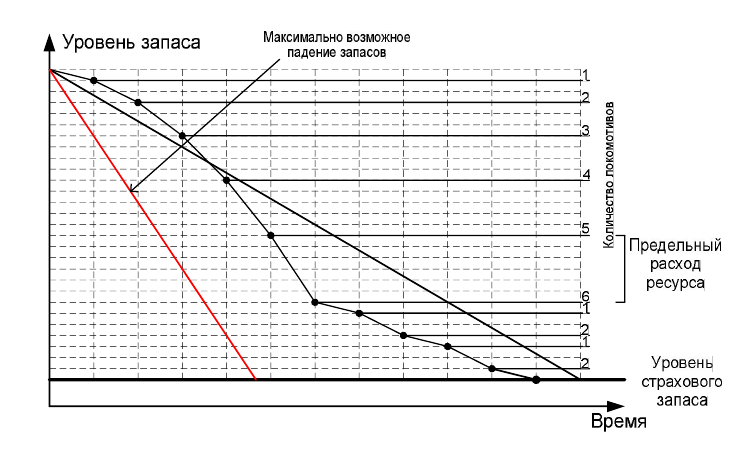 Уровень запаса
Максимально возможное
падение запасов
1
2
3
4
5
6
1
2
1
2
Количество локомотивов
Предельный
расход
ресурса
Уровень
страхового
запаса
Время